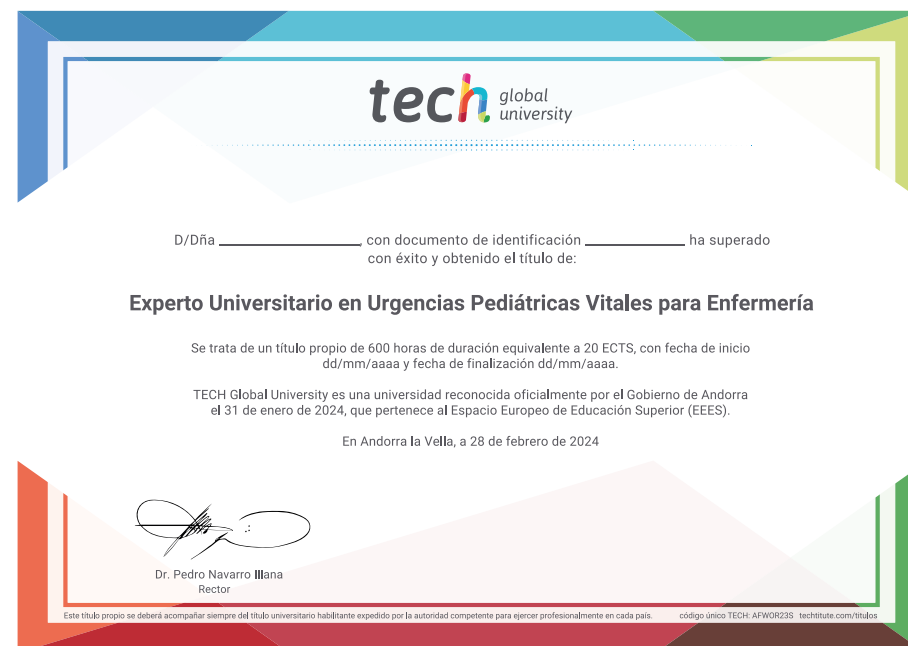 tech global university
D/Dña ____________________, con documento de identificación ______________ ha superado
con éxito y obtenido el título de:
Experto Universitario en Urgencias Pediátricas Vitales para Enfermería
Se trata de un título propio de 600 horas de duración equivalente a 20 ECTS, con fecha de inicio
dd/mm/aaaa y fecha de finalización dd/mm/aaaa.
TECH Global University es una universidad reconocida oficialmente por el Gobierno de Andorra
el 31 de enero de 2024, que pertenece al Espacio Europeo de Educación Superior (EEES).
En Andorra la Vella, a 28 de febrero de 2024
Dr. Pedro Navarro Illana
Rector
Este título propio se deberá acompañar siempre del título universitario habilitante expedido por la autoridad competente para ejercer profesionalmente en cada país. código único TECH: AFWOR23S techtitute.com/titulos